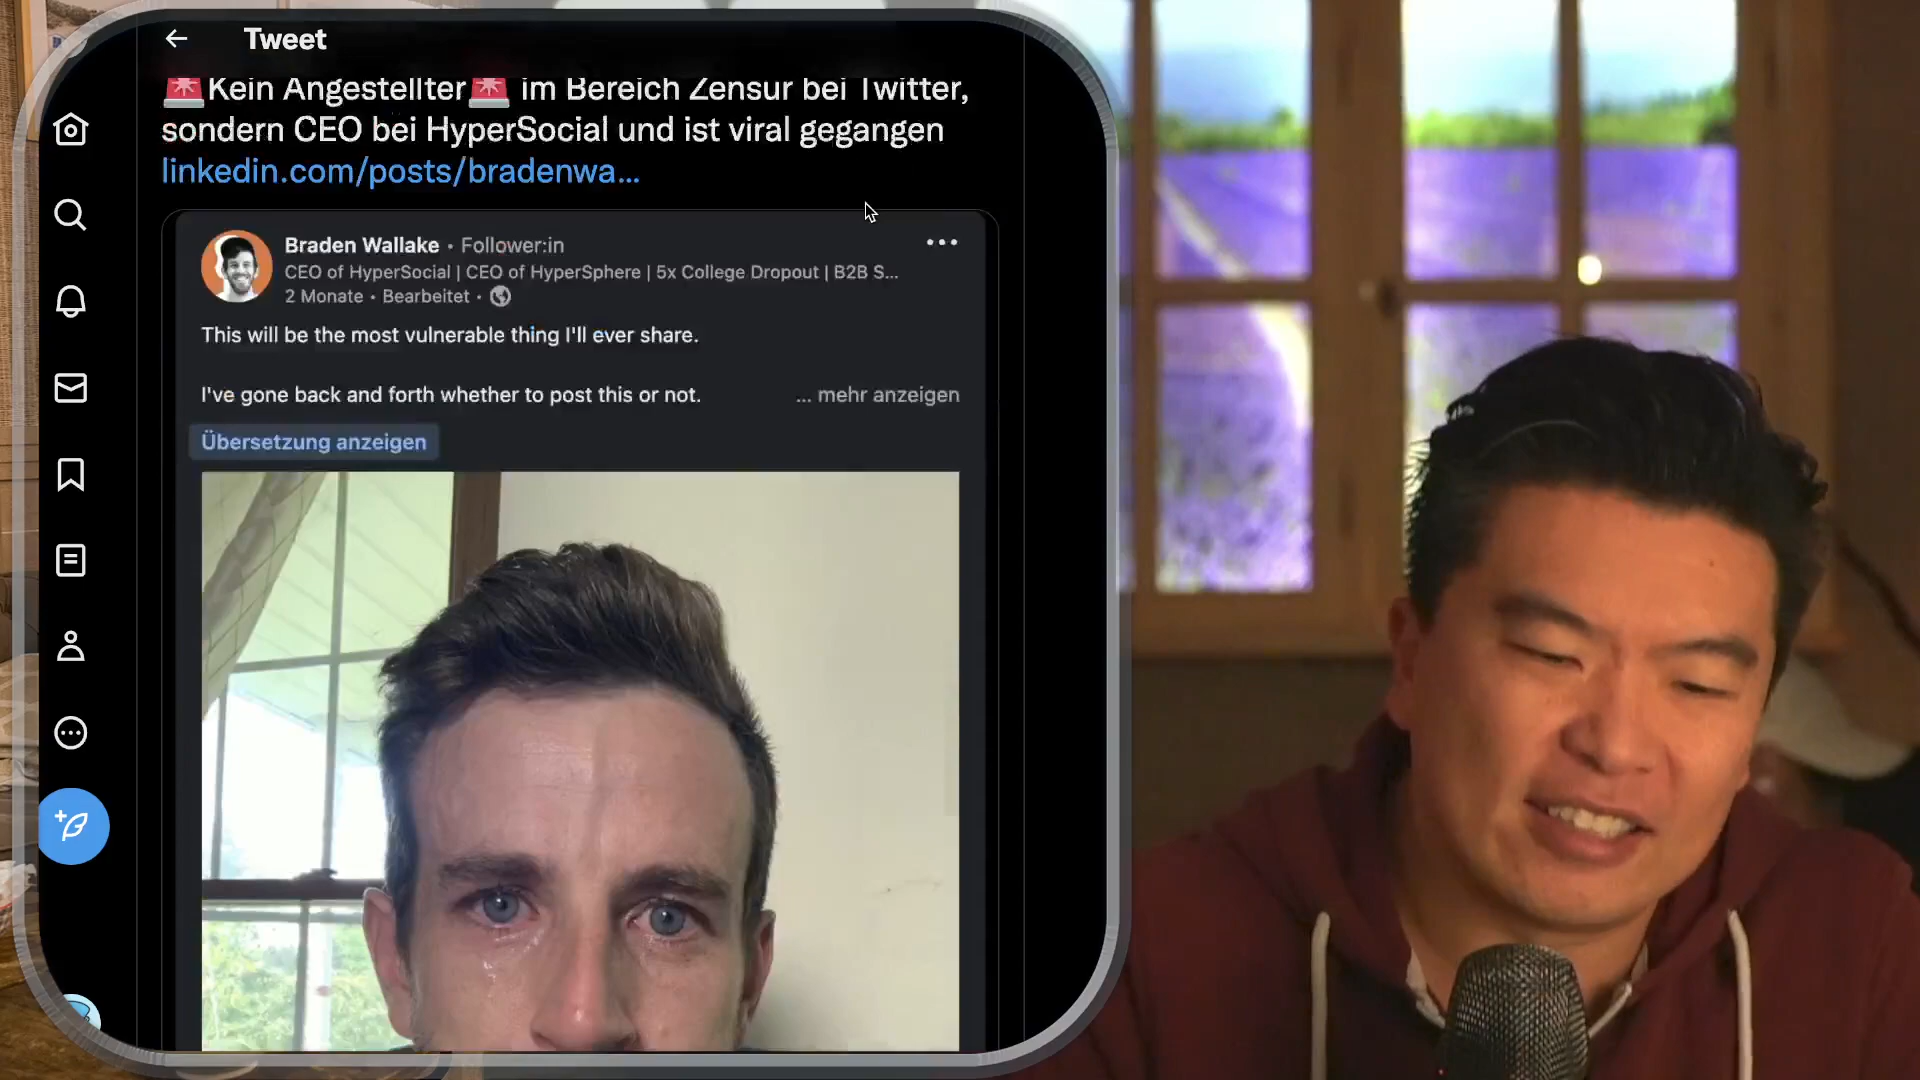 Tweet
🚨Kein Angestellter🚨 im Bereich Zensur bei Twitter,
sondern CEO bei HyperSocial und ist viral gegangen
linkedin.com/posts/bradenwa...
Braden Wallake • Follower:in
CEO of HyperSocial | CEO of HyperSphere | 5x College Dropout | B2B S...
2 Monate • Bearbeitet •
This will be the most vulnerable thing I'll ever share.
I've gone back and forth whether to post this or not. ... mehr anzeigen
Übersetzung anzeigen